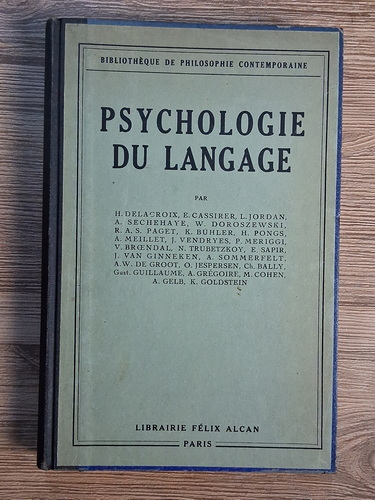 BIBLIOTHÈQUE DE PHILOSOPHIE CONTEMPORAINE
PSYCHOLOGIE
DU LANGAGE
PAR
H. DELACROIX, E. CASSIRER, L. JORDAN,
A. SECHEHAYE, W. DOROSZEWSKI,
R. A. S. PAGET, K. BÜHLER, H. PONGS,
A. MEILLET, J. VENDRYES, P. MERIGGI,
V. BRŒNDAL, N. TRUBETZKOY, E. SAPIR,
J. VAN GINNEKEN, A. SOMMERFELT,
A. W. DE GROOT, O. JESPERSEN, Ch. BALLY,
Gust. GUILLAUME, A. GRÉGOIRE, M. COHEN,
A. GELB, K. GOLDSTEIN
LIBRAIRIE FÉLIX ALCAN
PARIS